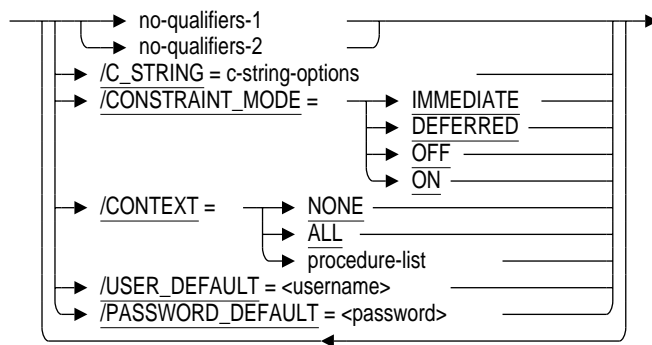 no-qualifiers-1
no-qualifiers-2
/C_STRING = c-string-options
/CONSTRAINT_MODE = IMMEDIATE
DEFERRED
OFF
ON
/CONTEXT = NONE
ALL
procedure-list
/USER_DEFAULT = <username>
/PASSWORD_DEFAULT = <password>